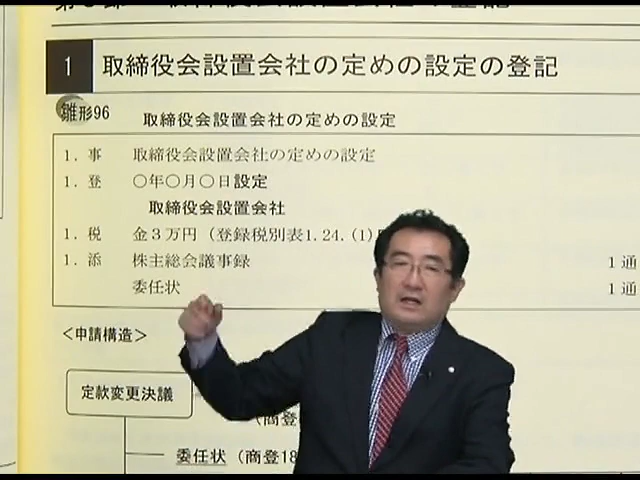 1 取締役会設置会社の定めの設定の登記
雛形96 取締役会設置会社の定めの設定
1. 事 取締役会設置会社の定めの設定
1. 登 〇年〇月〇日設定
取締役会設置会社
1. 税 金3万円(登録税別表1.24.(1)
1. 添 株主総会議事録 1通
委任状 1通
<申請構造>
定款変更決議
(商登
委任状(商登18